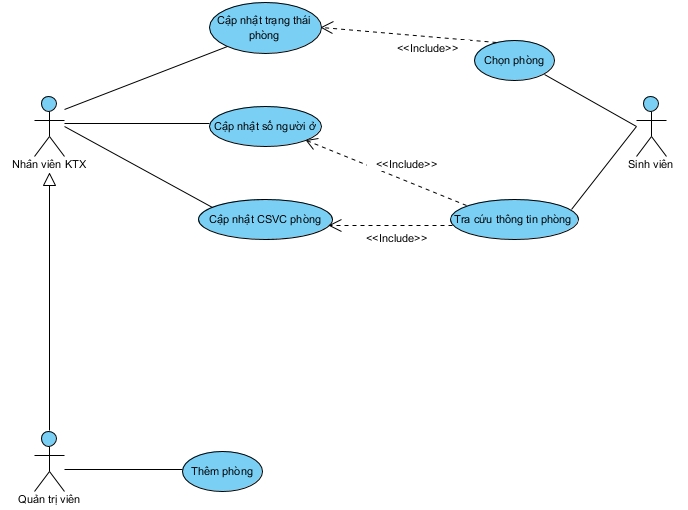 Cập nhật trạng thái
phòng
<<Include>>
Chọn phòng
Cập nhật số người ở
Nhân viên KTX
<<Include>>
Sinh viên
Cập nhật CSVC phòng
Tra cứu thông tin phòng
<<Include>>
Thêm phòng
Quản trị viên